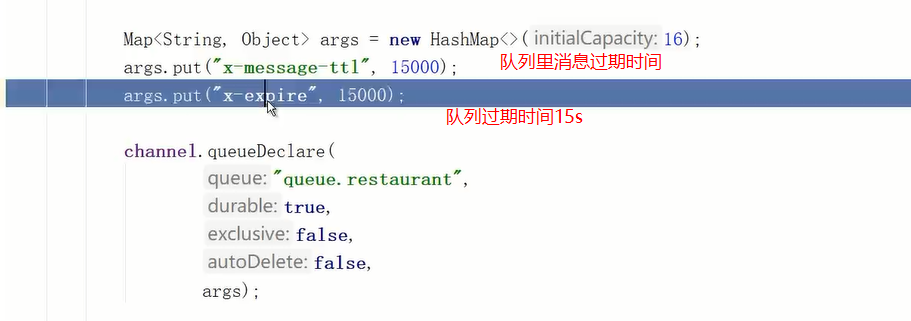 Map<String, Object> args = new HashMap<>( initialCapacity: 16);
args.put("x-message-ttl", 15000); 队列里消息过期时间
args.put("x-expire", 15000);
队列过期时间15s
channel.queueDeclare(
queue: "queue.restaurant",
durable: true,
exclusive: false,
autoDelete: false,
args);